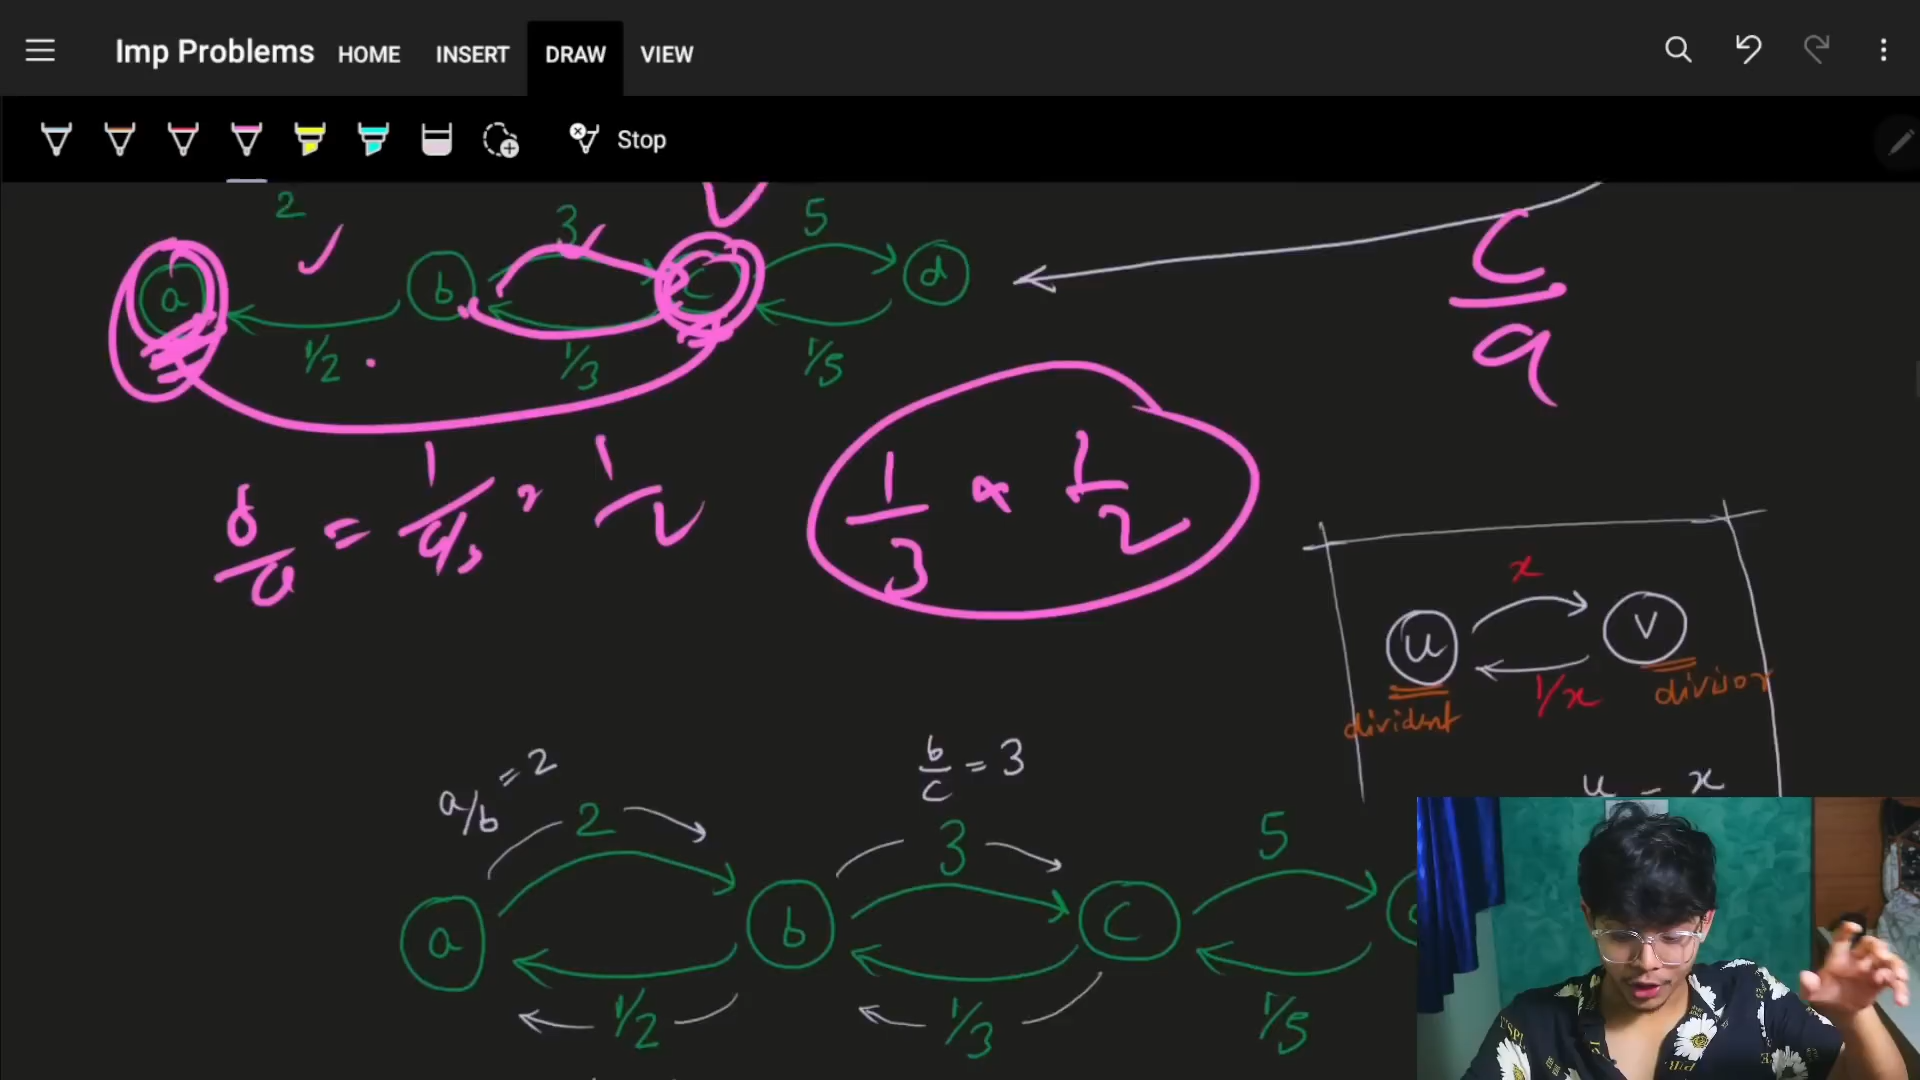 Imp Problems HOME INSERT DRAW VIEW
Stop
2 3 5
a b c d
1/2 1/3 1/5
c/a
1/3 × 1/2
x
u v
1/x
divident divisor
u = x
a/b = 2 b/c = 3
2 3 5
a b c
1/2 1/3 1/5